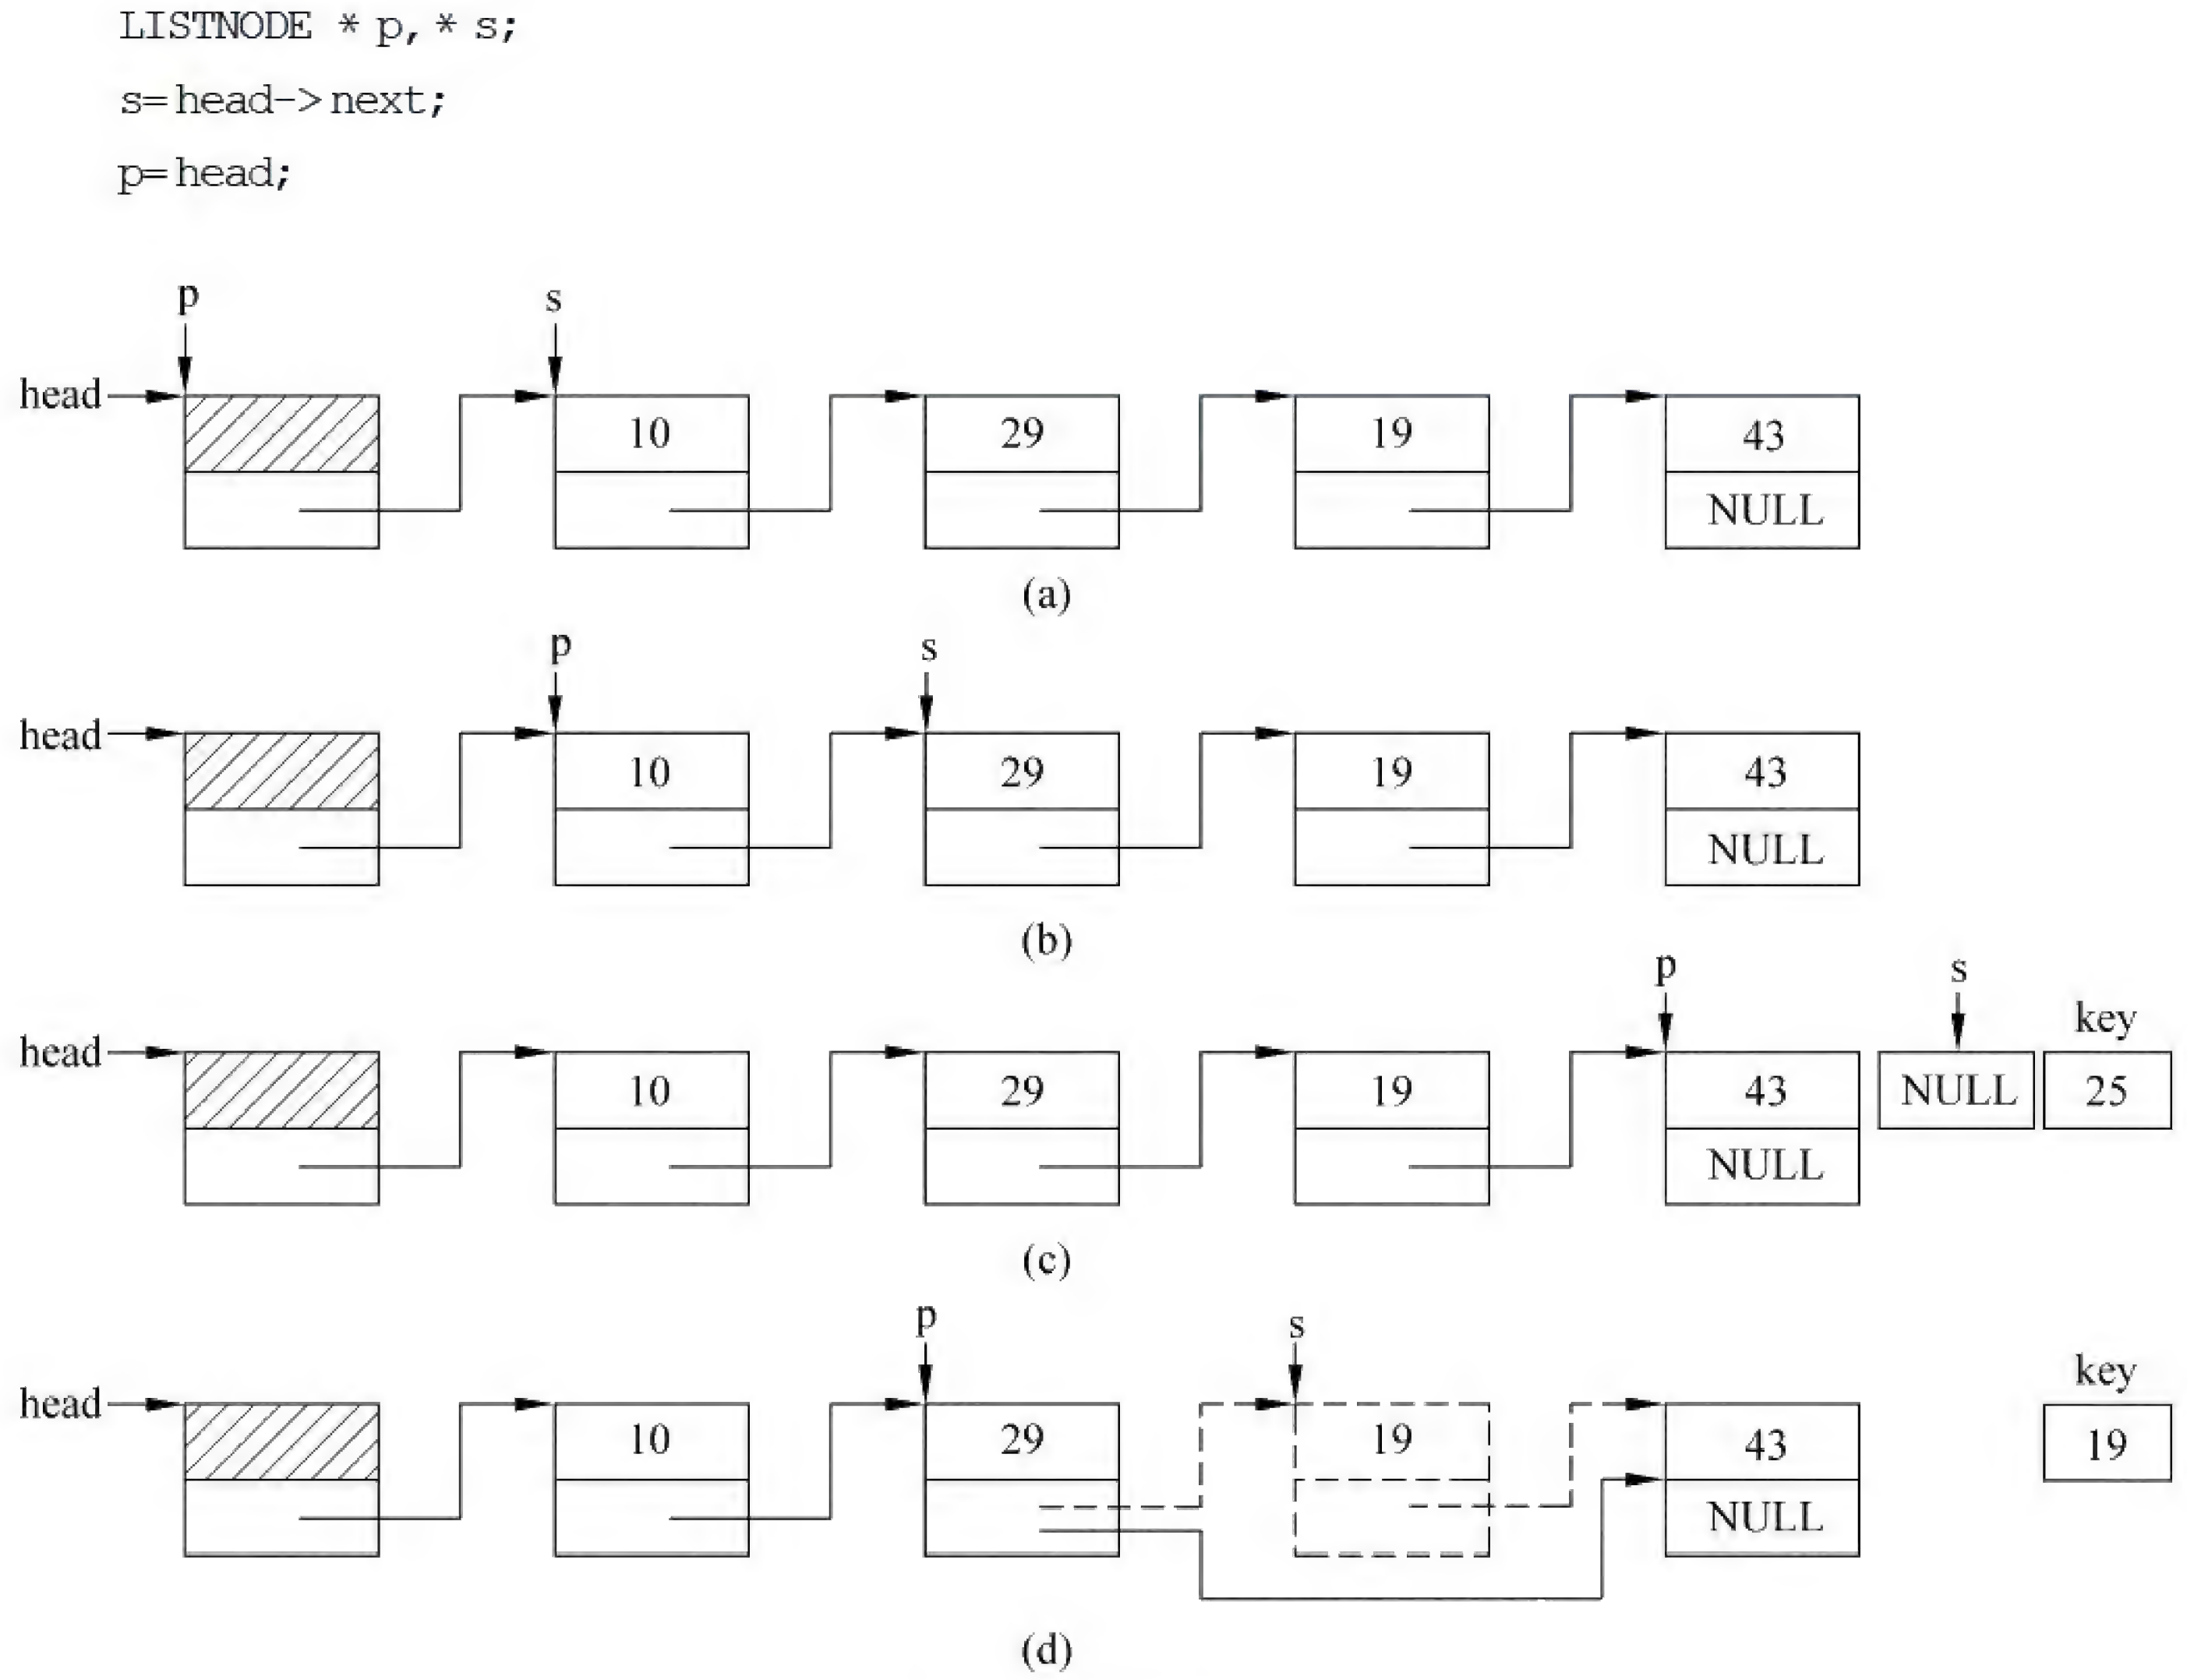 LISTNODE * p, * s;
s=head->next;
p=head;
p s
head
10 29 19 43
NULL
(a)
p s
head
10 29 19 43
NULL
(b)
p s
key
head
10 29 19 43 NULL 25
NULL
(c)
p s
key
head
10 29 19 43 19
NULL
(d)